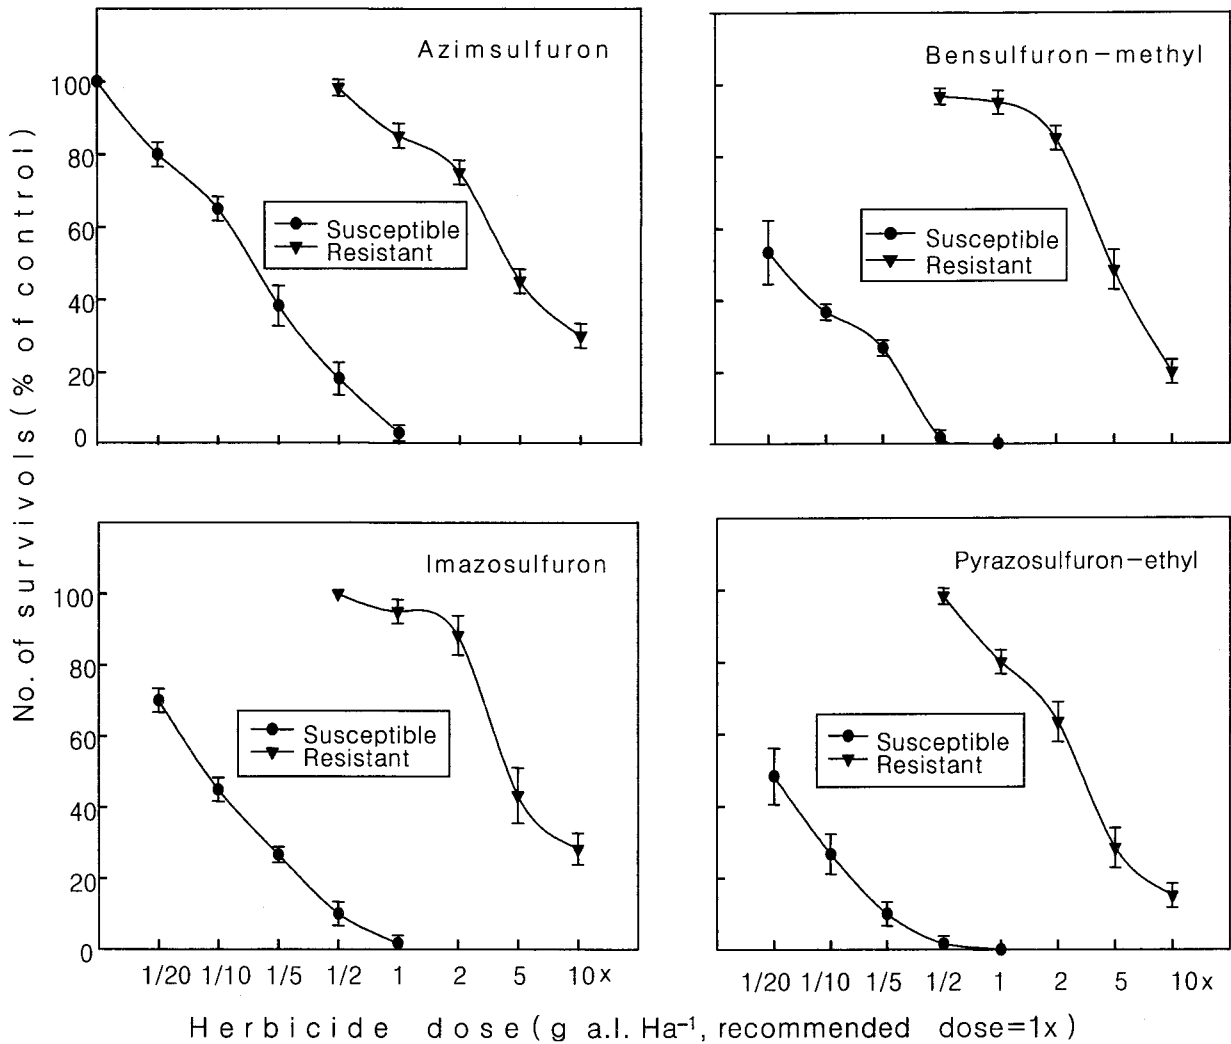 No. of survivols (% of control)
Azimsulfuron
100
80
60
40
20
0
Susceptible
Resistant
Bensulfuron-methyl
Susceptible
Resistant
Imazosulfuron
100
80
60
40
20
0
Susceptible
Resistant
1/20 1/10 1/5 1/2 1 2 5 10x
Pyrazosulfuron-ethyl
Susceptible
Resistant
1/20 1/10 1/5 1/2 1 2 5 10x
Herbicide dose (g a.I. Ha⁻¹, recommended dose=1x)